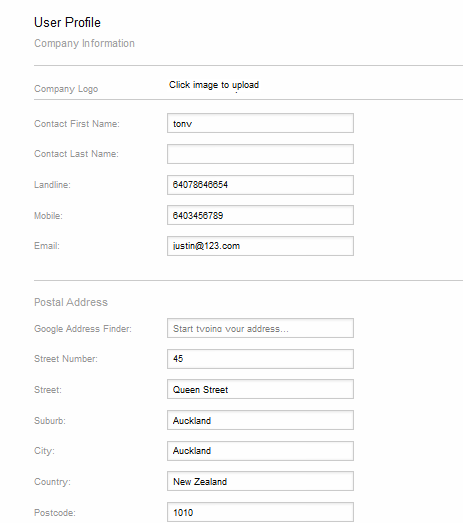 User Profile
Company Information
Company Logo Click image to upload
Contact First Name: tony
Contact Last Name:
Landline: 64078646654
Mobile: 6403456789
Email: justin@123.com
Postal Address
Google Address Finder: Start typing your address...
Street Number: 45
Street: Queen Street
Suburb: Auckland
City: Auckland
Country: New Zealand
Postcode: 1010